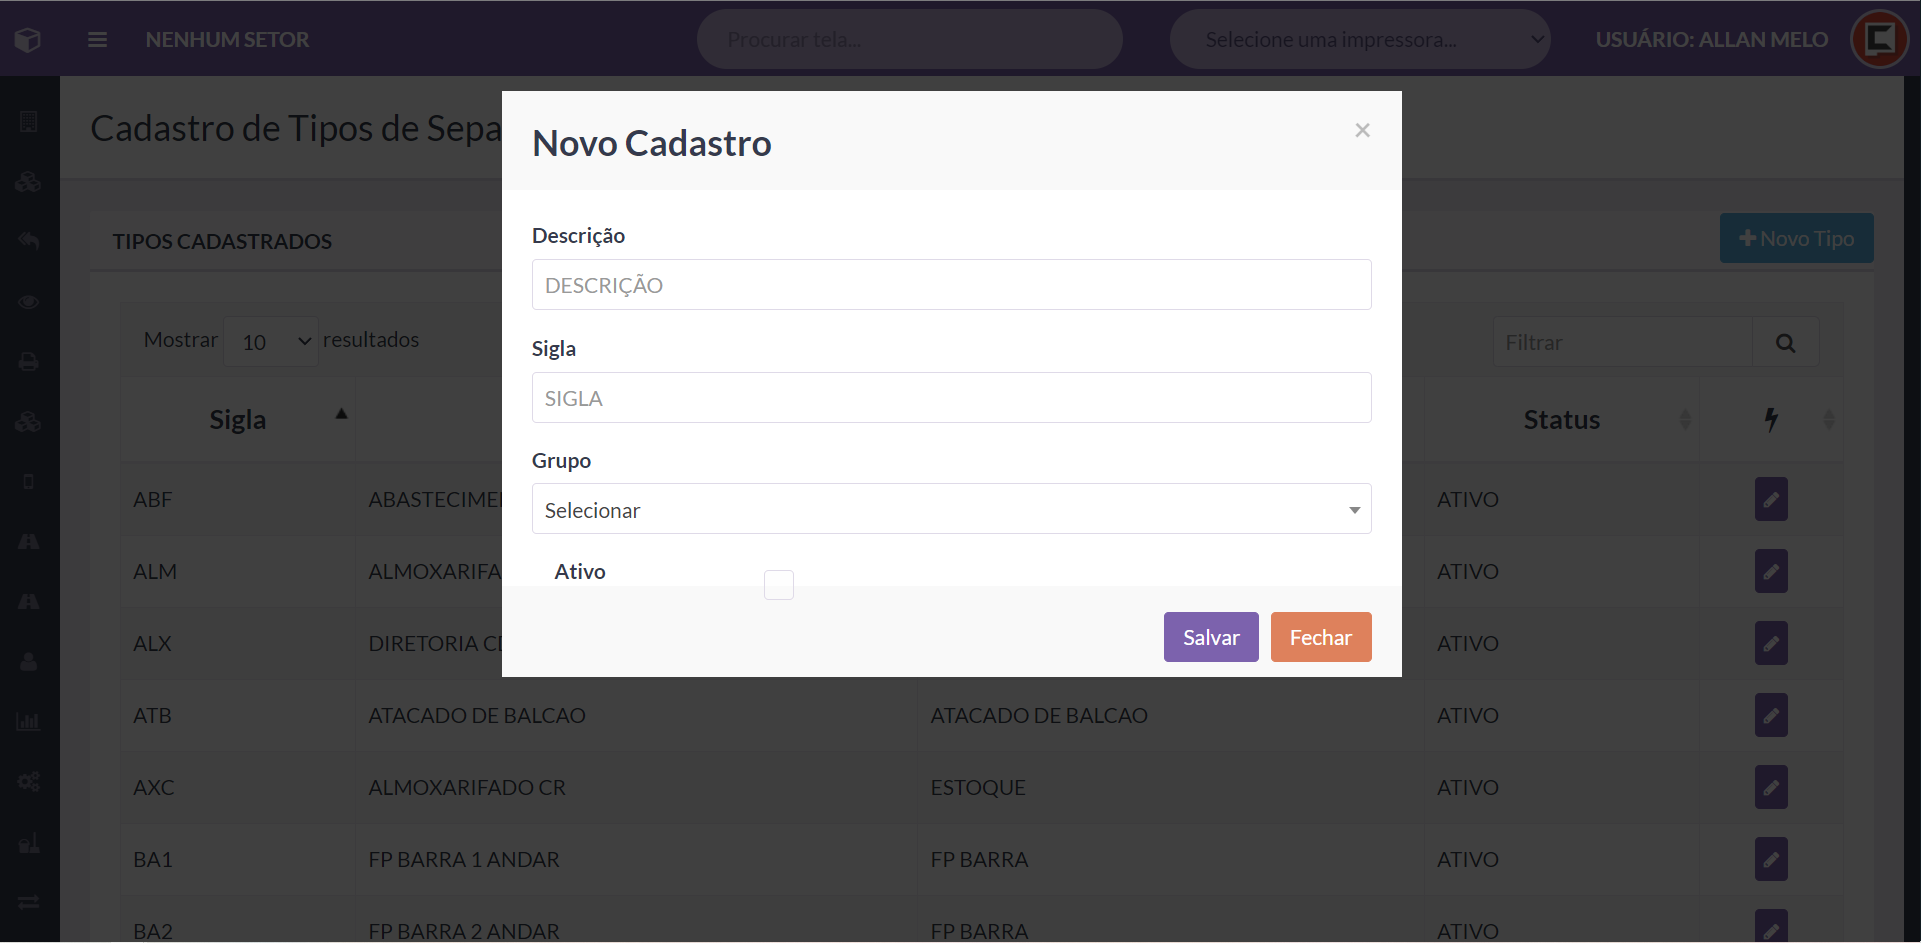 NENHUM SETOR
Procurar tela...
Selecione uma impressora...
USUÁRIO: ALLAN MELO
Cadastro de Tipos de Sepa
Novo Cadastro
×
TIPOS CADASTRADOS
Novo Tipo
Descrição
DESCRIÇÃO
Mostrar 10 resultados
Filtrar
Sigla
SIGLA
Sigla
Status
Grupo
Selecionar
ABF ABASTECIME ATIVO
Ativo
ALM ALMOXARIFA ATIVO
Salvar
Fechar
ALX DIRETORIA ATIVO
ATB ATACADO DE BALCAO ATACADO DE BALCAO ATIVO
AXC ALMOXARIFADO CR ESTOQUE ATIVO
BA1 FP BARRA 1 ANDAR FP BARRA ATIVO
BA2 FP BARRA 2 ANDAR FP BARRA ATIVO